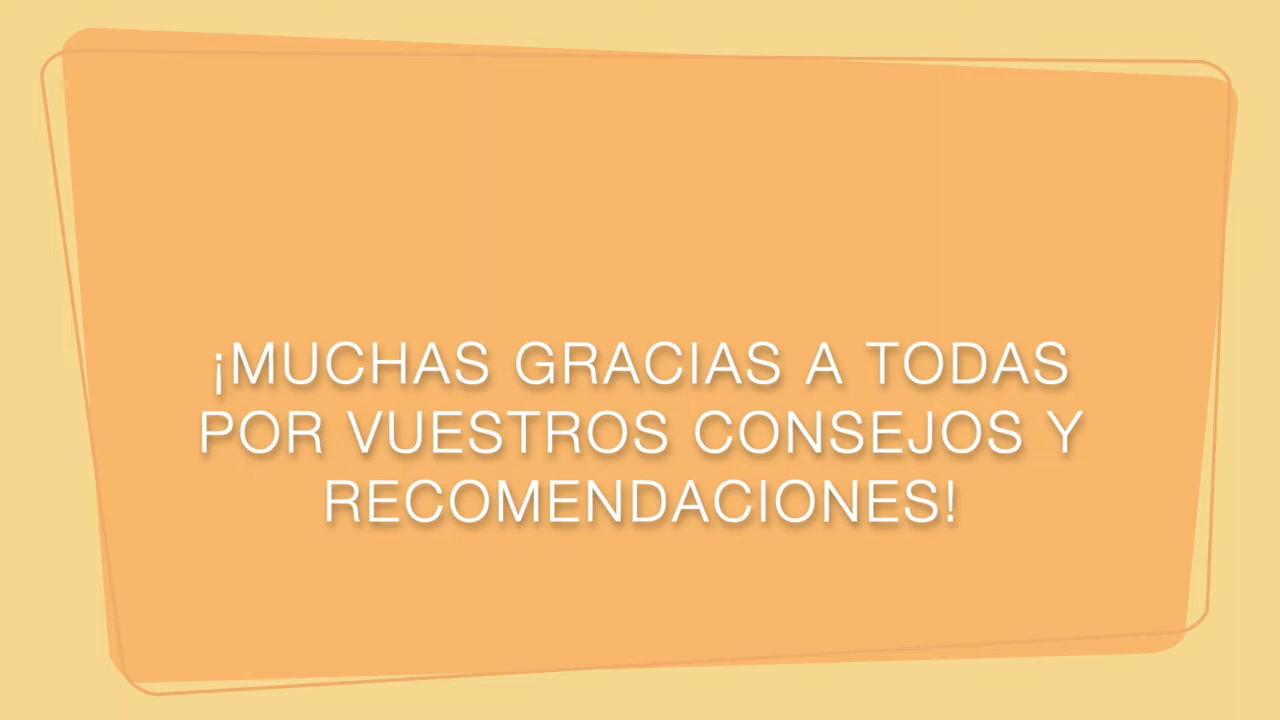 ¡MUCHAS GRACIAS A TODAS
POR VUESTROS CONSEJOS Y
RECOMENDACIONES!